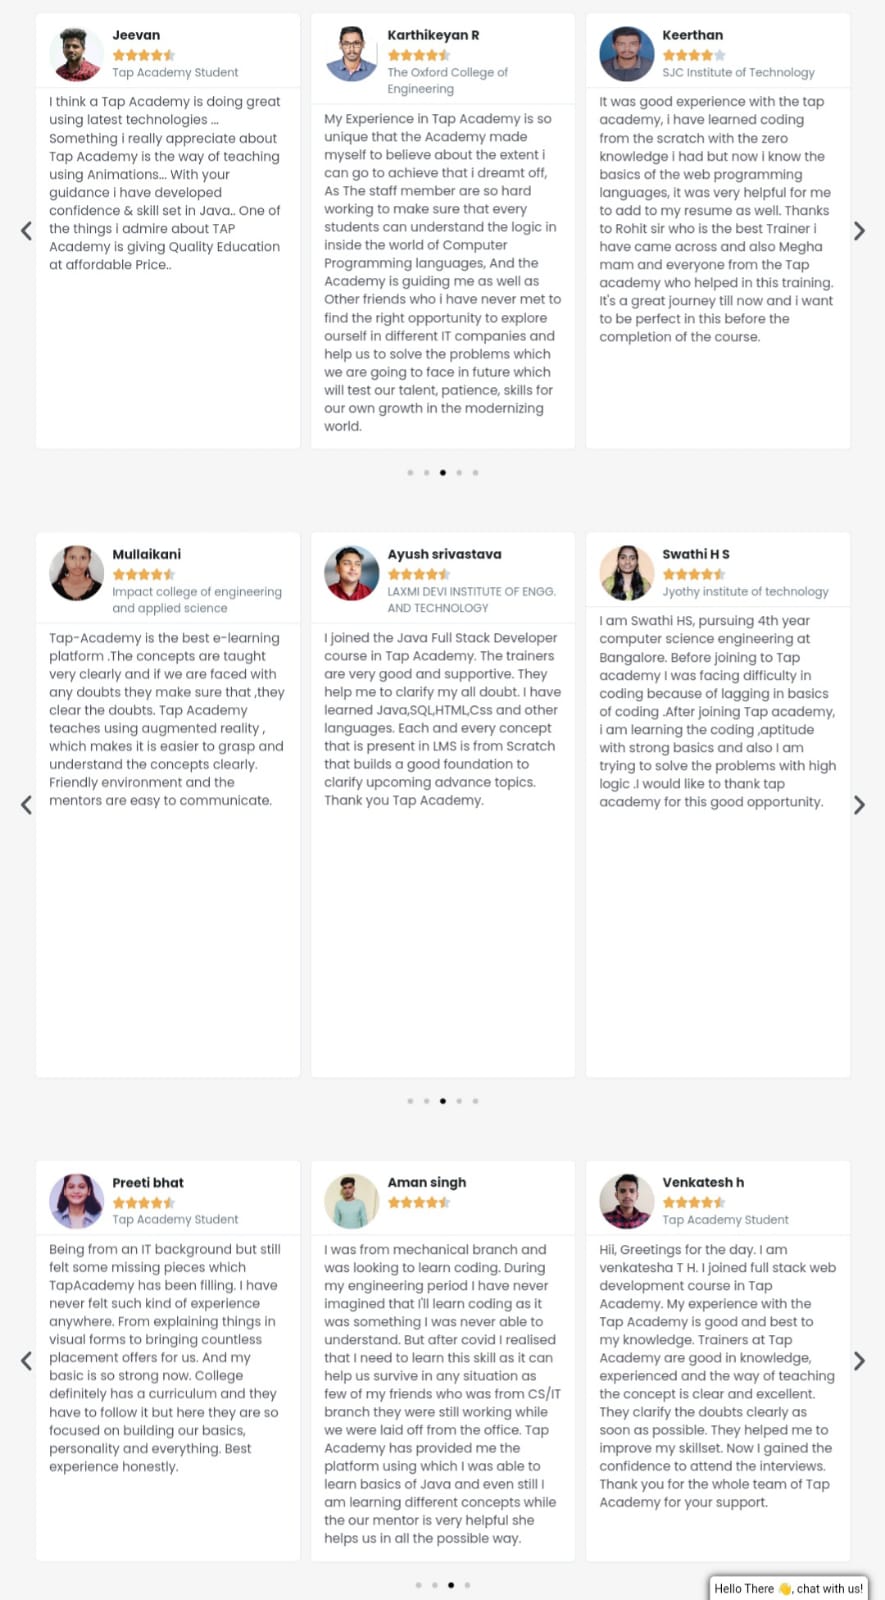 Jeevan
Tap Academy Student
I think a Tap Academy is doing great
using latest technologies ...
Something i really appreciate about
Tap Academy is the way of teaching
using Animations... With your
guidance i have developed
confidence & skill set in Java.. One of
the things i admire about TAP
Academy is giving Quality Education
at affordable Price..
Karthikeyan R
The Oxford College of
Engineering
My Experience in Tap Academy is so
unique that the Academy made
myself to believe about the extent i
can go to achieve that i dreamt off,
As The staff member are so hard
working to make sure that every
students can understand the logic in
inside the world of Computer
Programming languages, And the
Academy is guiding me as well as
Other friends who i have never met to
find the right opportunity to explore
ourself in different IT companies and
help us to solve the problems which
we are going to face in future which
will test our talent, patience, skills for
our own growth in the modernizing
world.
Keerthan
SJC Institute of Technology
It was good experience with the tap
academy, i have learned coding
from the scratch with the zero
knowledge i had but now i know the
basics of the web programming
languages, it was very helpful for me
to add to my resume as well. Thanks
to Rohit sir who is the best Trainer i
have came across and also Megha
mam and everyone from the Tap
academy who helped in this training.
It's a great journey till now and i want
to be perfect in this before the
completion of the course.
Mullaikani
Impact college of engineering
and applied science
Tap-Academy is the best e-learning
platform .The concepts are taught
very clearly and if we are faced with
any doubts they make sure that ,they
clear the doubts. Tap Academy
teaches using augmented reality ,
which makes it is easier to grasp and
understand the concepts clearly.
Friendly environment and the
mentors are easy to communicate.
Ayush srivastava
LAXMI DEVI INSTITUTE OF ENGG.
AND TECHNOLOGY
I joined the Java Full Stack Developer
course in Tap Academy. The trainers
are very good and supportive. They
help me to clarify my all doubt. I have
learned Java,SQL,HTML,Css and other
languages. Each and every concept
that is present in LMS is from Scratch
that builds a good foundation to
clarify upcoming advance topics.
Thank you Tap Academy.
Swathi H S
Jyothy institute of technology
I am Swathi HS, pursuing 4th year
computer science engineering at
Bangalore. Before joining to Tap
academy I was facing difficulty in
coding because of lagging in basics
of coding .After joining Tap academy,
i am learning the coding ,aptitude
with strong basics and also I am
trying to solve the problems with high
logic .I would like to thank tap
academy for this good opportunity.
Preeti bhat
Tap Academy Student
Being from an IT background but still
felt some missing pieces which
TapAcademy has been filling. I have
never felt such kind of experience
anywhere. From explaining things in
visual forms to bringing countless
placement offers for us. And my
basic is so strong now. College
definitely has a curriculum and they
have to follow it but here they are so
focused on building our basics,
personality and everything. Best
experience honestly.
Aman singh
I was from mechanical branch and
was looking to learn coding. During
my engineering period I have never
imagined that I'll learn coding as it
was something I was never able to
understand. But after covid I realised
that I need to learn this skill as it can
help us survive in any situation as
few of my friends who was from CS/IT
branch they were still working while
we were laid off from the office. Tap
Academy has provided me the
platform using which I was able to
learn basics of Java and even still I
am learning different concepts while
the our mentor is very helpful she
helps us in all the possible way.
Venkatesh h
Tap Academy Student
Hii, Greetings for the day. I am
venkatesha T H. I joined full stack web
development course in Tap
Academy. My experience with the
Tap Academy is good and best to
my knowledge. Trainers at Tap
Academy are good in knowledge,
experienced and the way of teaching
the concept is clear and excellent.
They clarify the doubts clearly as
soon as possible. They helped me to
improve my skillset. Now I gained the
confidence to attend the interviews.
Thank you for the whole team of Tap
Academy for your support.
Hello There 👋, chat with us!